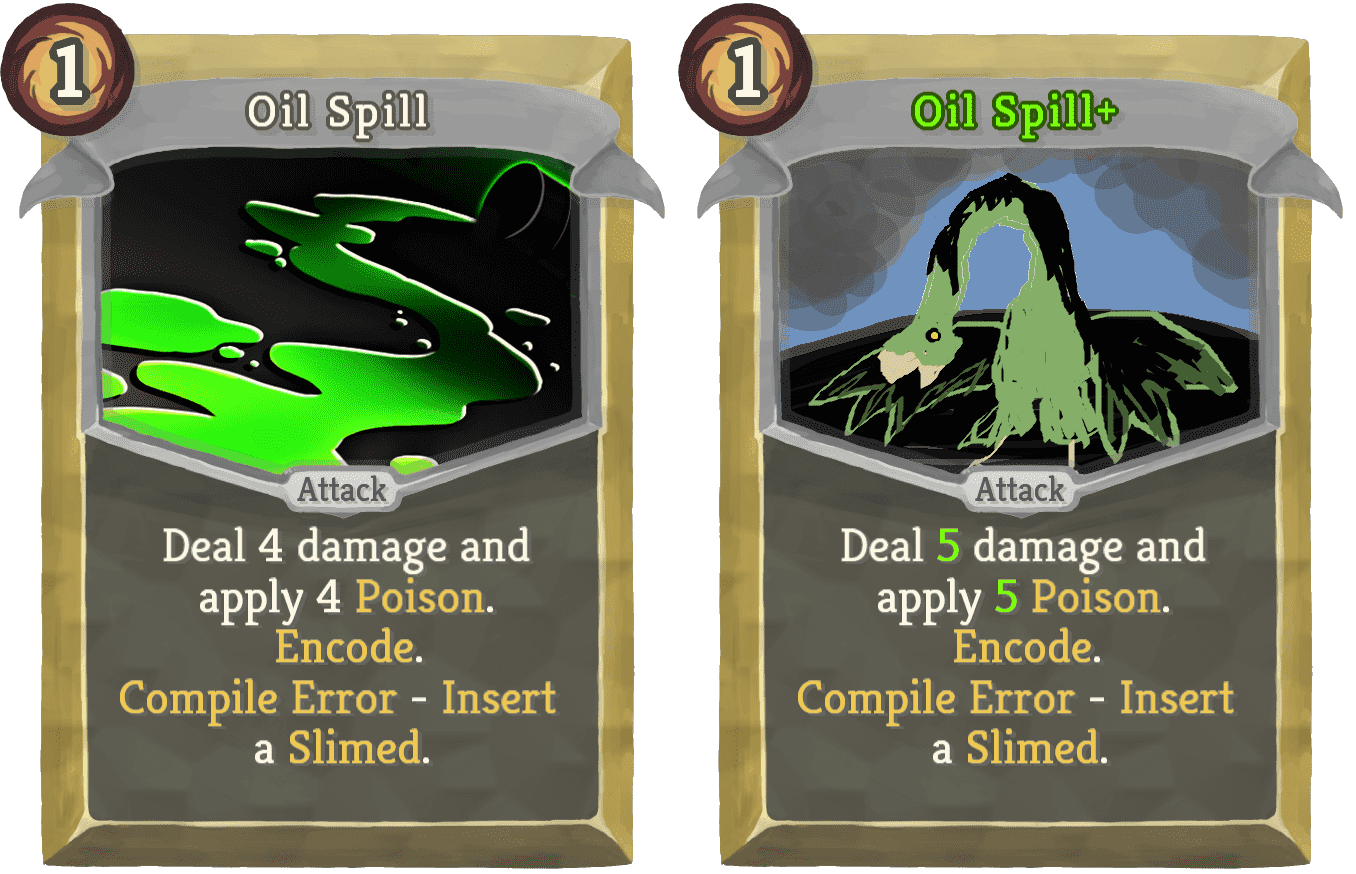 1
Oil Spill
Attack
Deal 4 damage and
apply 4 Poison.
Encode.
Compile Error - Insert
a Slimed.
1
Oil Spill+
Attack
Deal 5 damage and
apply 5 Poison.
Encode.
Compile Error - Insert
a Slimed.